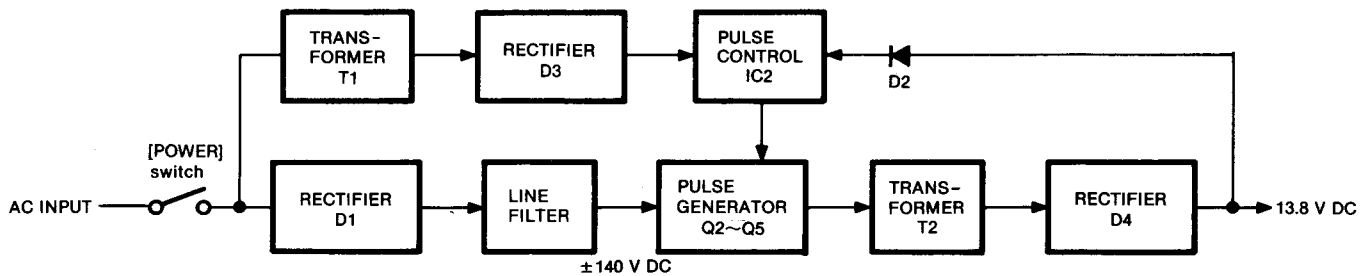 TRANS-
FORMER
T1
RECTIFIER
D3
PULSE
CONTROL
IC2
D2
[POWER]
switch
AC INPUT
RECTIFIER
D1
LINE
FILTER
±140 V DC
PULSE
GENERATOR
Q2~Q5
TRANS-
FORMER
T2
RECTIFIER
D4
13.8 V DC